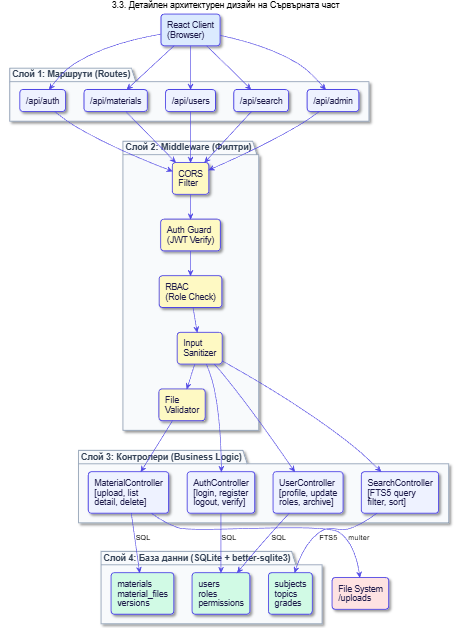 3.3. Детайлен архитектурен дизайн на Сървърната част
React Client
(Browser)
Слой 1: Маршрути (Routes)
/api/auth
/api/materials
/api/users
/api/search
/api/admin
Слой 2: Middleware (Филтри)
CORS
Filter
Auth Guard
(JWT Verify)
RBAC
(Role Check)
Input
Sanitizer
File
Validator
Слой 3: Контролери (Business Logic)
MaterialController
[upload, list
detail, delete]
AuthController
[login, register
logout, verify]
UserController
[profile, update
roles, archive]
SearchController
[FTS5 query
filter, sort]
SQL
SQL
SQL
FTS5
multer
Слой 4: База данни (SQLite + better-sqlite3)
materials
material_files
versions
users
roles
permissions
subjects
topics
grades
File System
/uploads